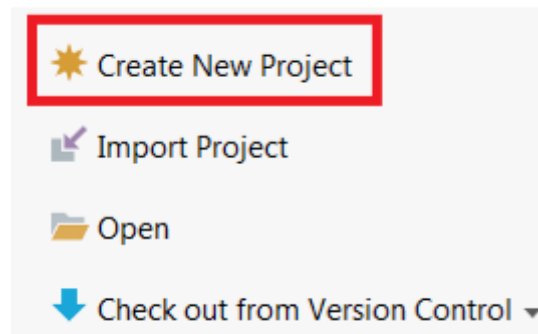 Create New Project
Import Project
Open
Check out from Version Control